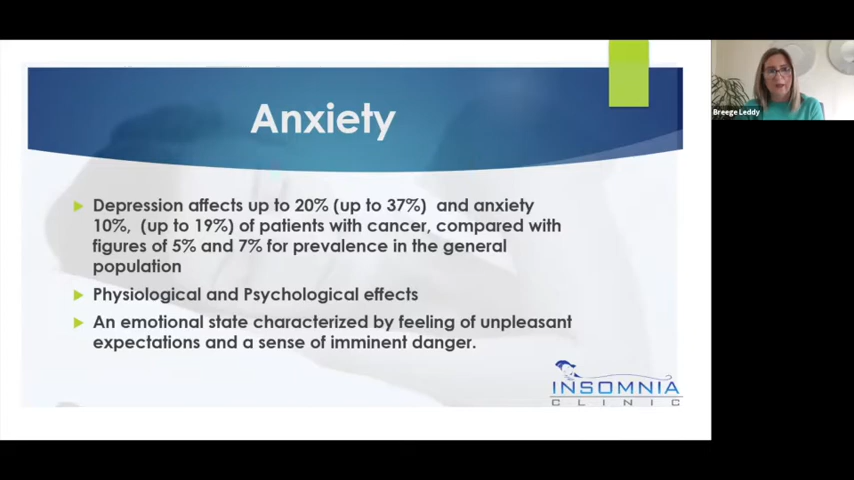 Anxiety
Breege Leddy
Depression affects up to 20% (up to 37%) and anxiety
10%, (up to 19%) of patients with cancer, compared with
figures of 5% and 7% for prevalence in the general
population
Physiological and Psychological effects
An emotional state characterized by feeling of unpleasant
expectations and a sense of imminent danger.
INSOMNIA
CLINIC